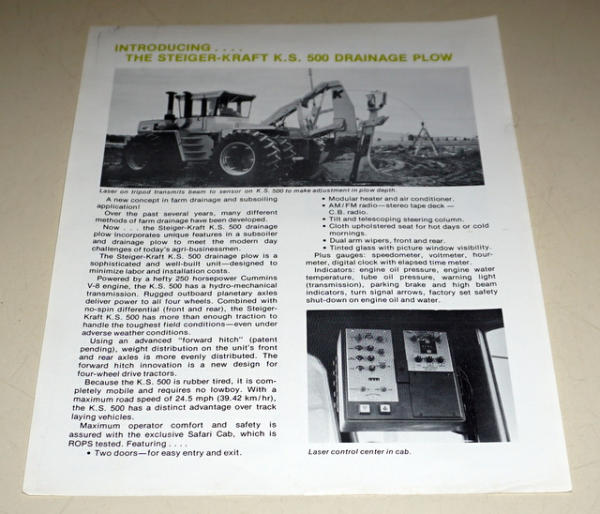 INTRODUCING . . . .
THE STEIGER-KRAFT K.S. 500 DRAINAGE PLOW
Laser on tripod transmits beam to sensor on K.S. 500 to make adjustment in plow depth.
A new concept in farm drainage and subsoiling
application!
Over the past several years, many different
methods of farm drainage have been developed.
Now . . . the Steiger-Kraft K.S. 500 drainage
plow incorporates unique features in a subsoiler
and drainage plow to meet the modern day
challenges of today's agri-businessmen.
The Steiger-Kraft K.S. 500 drainage plow is a
sophisticated and well-built unit—designed to
minimize labor and installation costs.
Powered by a hefty 250 horsepower Cummins
V-8 engine, the K.S. 500 has a hydro-mechanical
transmission. Rugged outboard planetary axles
deliver power to all four wheels. Combined with
no-spin differential (front and rear), the Steiger-
Kraft K.S. 500 has more than enough traction to
handle the toughest field conditions—even under
adverse weather conditions.
Using an advanced "forward hitch" (patent
pending), weight distribution on the unit's front
and rear axles is more evenly distributed. The
forward hitch innovation is a new design for
four-wheel drive tractors.
Because the K.S. 500 is rubber tired, it is com-
pletely mobile and requires no lowboy. With a
maximum road speed of 24.5 mph (39.42 km/hr),
the K.S. 500 has a distinct advantage over track
laying vehicles.
Maximum operator comfort and safety is
assured with the exclusive Safari Cab, which is
ROPS tested. Featuring . . . .
• Two doors—for easy entry and exit.
• Modular heater and air conditioner.
• AM/FM radio—stereo tape deck —
C.B. radio.
• Tilt and telescoping steering column.
• Cloth upholstered seat for hot days or cold
mornings.
• Dual arm wipers, front and rear.
• Tinted glass with picture window visibility.
Plus gauges: speedometer, voltmeter, hour-
meter, digital clock with elapsed time meter.
Indicators: engine oil pressure, engine water
temperature, lube oil pressure, warning light
(transmission), parking brake and high beam
indicators, turn signal arrows, factory set safety
shut-down on engine oil and water.
Laser control center in cab.